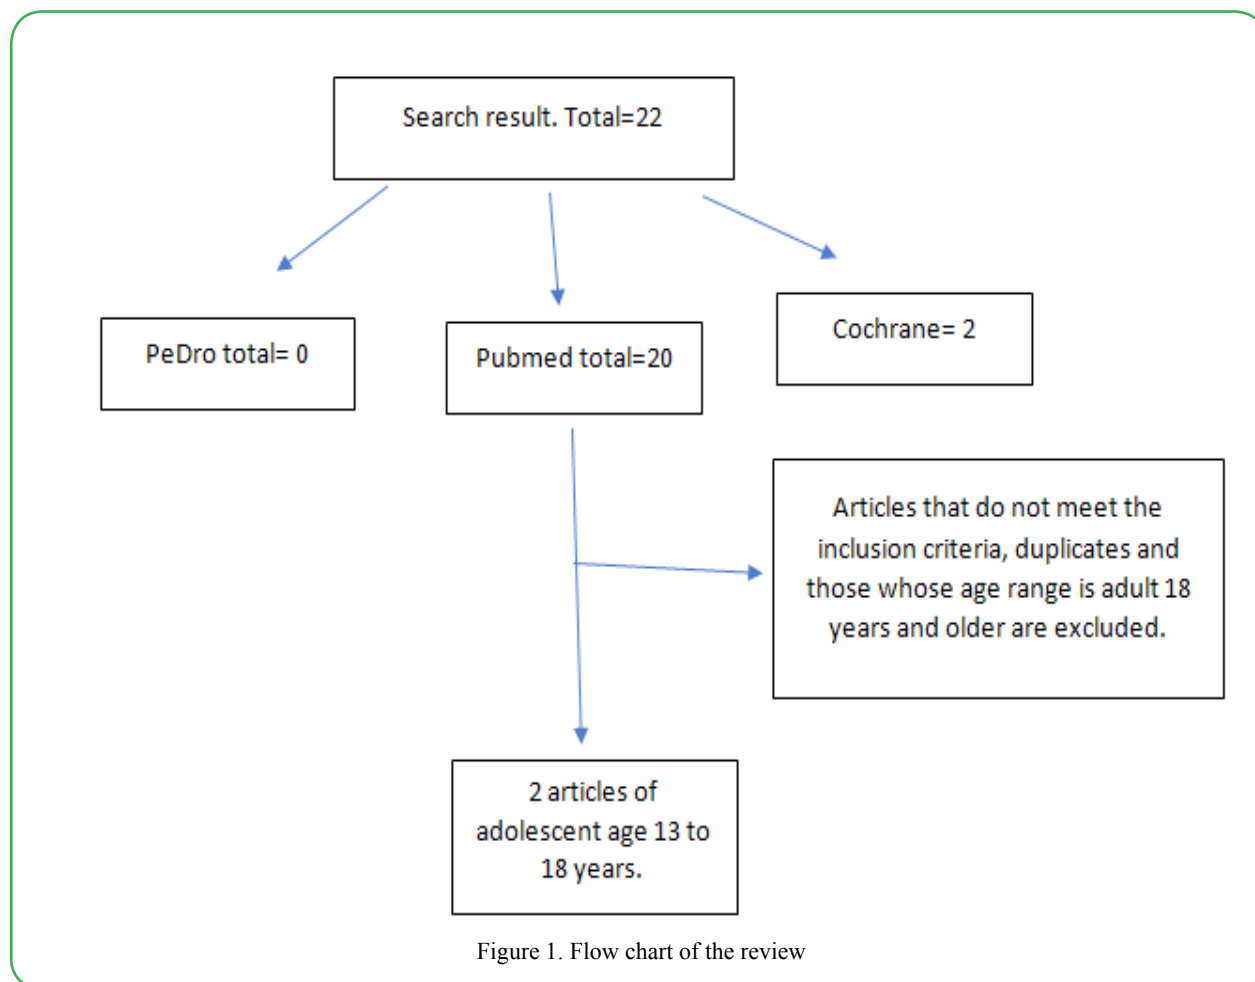 Search result. Total=22
PeDro total= 0
Pubmed total=20
Cochrane= 2
Articles that do not meet the
inclusion criteria, duplicates and
those whose age range is adult 18
years and older are excluded.
2 articles of
adolescent age 13 to
18 years.
Figure 1. Flow chart of the review